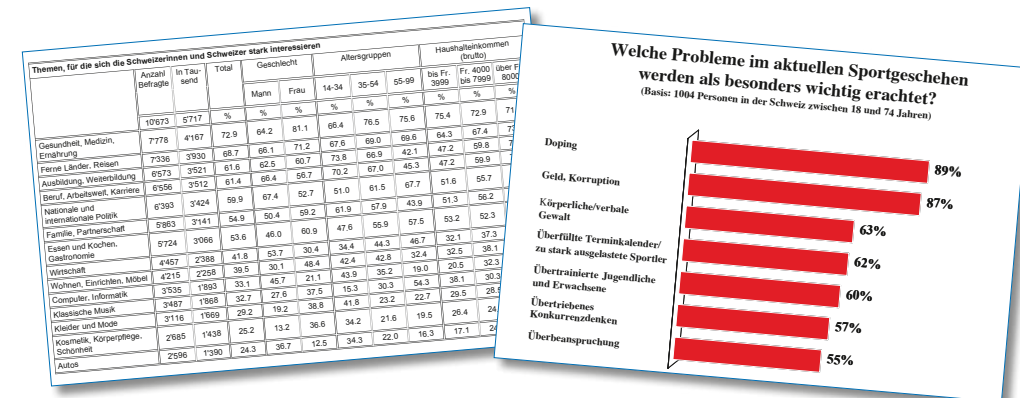 Themen, für die sich die Schweizerinnen und Schweizer stark interessieren
Anzahl Befragte In Tau-send Total Geschlecht Altersgruppen Haushalteinkommen (brutto)
Mann Frau 14-34 35-54 55-99 bis Fr. 3999 Fr. 4000 bis 7999 über 8000
10'673 5'717 % % % % % % % % %
Gesundheit, Medizin, Ernährung 7'778 4'167 72.9 64.2 81.1 66.4 76.5 75.6 75.4 72.9 71
Ferne Länder, Reisen 7'336 3'930 68.7 66.1 71.2 67.6 69.0 69.6 64.3 67.4
Ausbildung, Weiterbildung 6'573 3'521 61.6 62.5 60.7 73.8 66.9 42.1 47.2 59.8
Beruf, Arbeitswelt, Karriere 6'556 3'512 61.4 66.4 56.7 70.2 67.0 45.3 47.2 59.9
Nationale und internationale Politik 6'393 3'424 59.9 67.4 52.7 51.0 61.5 67.7 51.6 55.7
Familie, Partnerschaft 5'863 3'141 54.9 50.4 59.2 61.9 57.9 43.9 51.3 56.2
Essen und Kochen, Gastronomie 5'724 3'066 53.6 46.0 60.9 47.6 55.9 57.5 53.2 52.3
Wirtschaft 4'457 2'388 41.8 53.7 30.4 34.4 44.3 46.7 32.1 37.3
Wohnen, Einrichten, Möbel 4'215 2'258 39.5 30.1 48.4 42.4 42.8 32.4 32.5 38.1
Computer, Informatik 3'535 1'893 33.1 45.7 21.1 43.9 35.2 19.0 20.5 32.3
Klassische Musik 3'487 1'868 32.7 27.6 37.5 15.3 30.3 54.3 38.1 30.3
Kleider und Mode 3'116 1'669 29.2 19.2 38.8 41.8 23.2 22.7 29.5
Kosmetik, Körperpflege, Schönheit 2'685 1'438 25.2 13.2 36.6 34.2 21.6 19.5 26.4 24
Autos 2'596 1'390 24.3 36.7 12.5 34.3 22.0 16.3 17.1
Welche Probleme im aktuellen Sportgeschehen
werden als besonders wichtig erachtet?
(Basis: 1004 Personen in der Schweiz zwischen 18 und 74 Jahren)
Doping 89%
Geld, Korruption 87%
Körperliche/verbale
Gewalt 63%
Überfüllte Terminkalender/
zu stark ausgelastete Sportler 62%
Übertrainierte Jugendliche
und Erwachsene 60%
Übertriebenes
Konkurrenzdenken 57%
Überbeanspruchung 55%